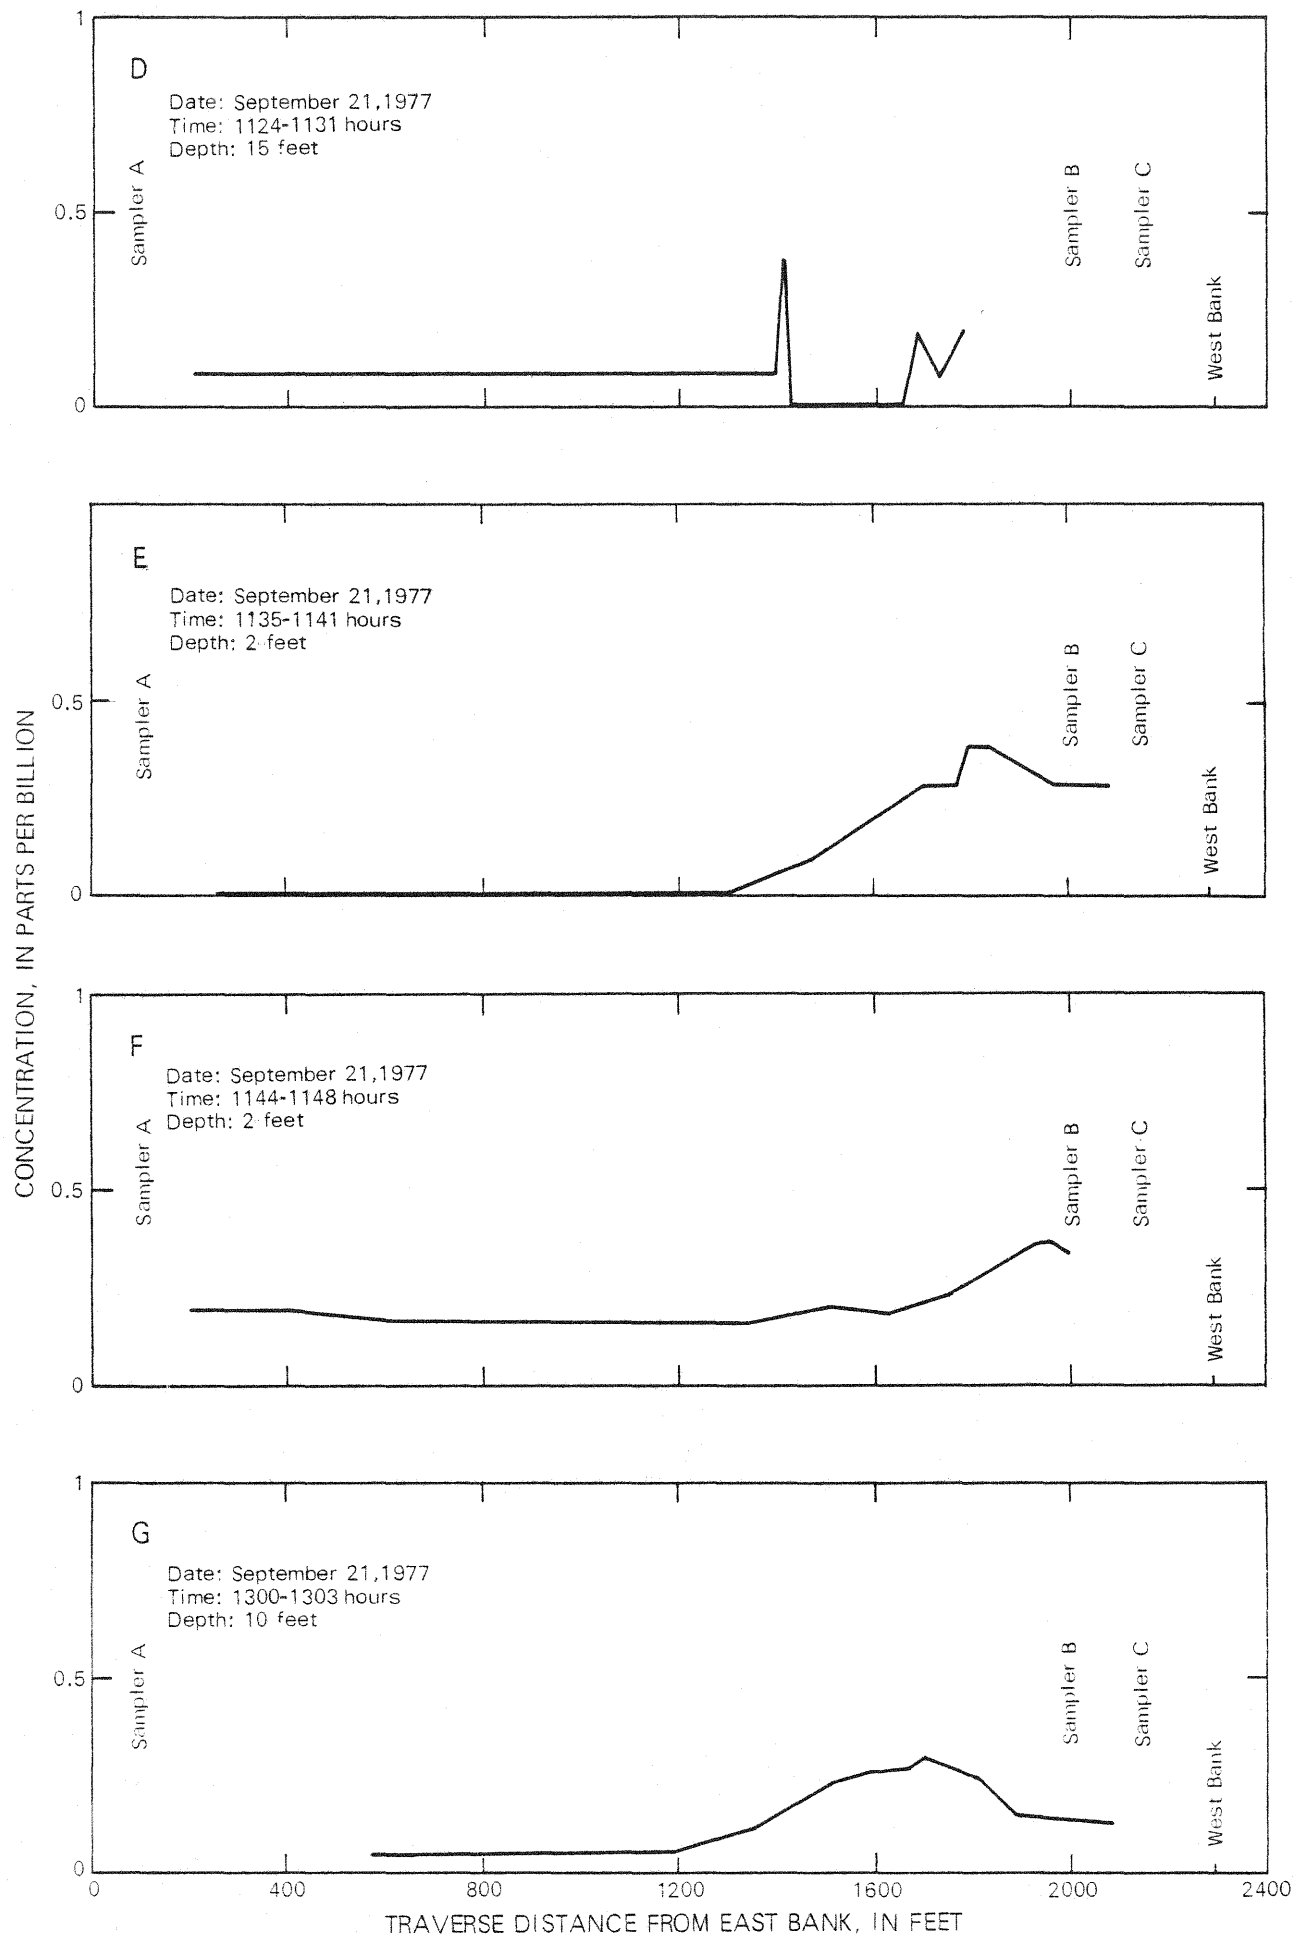 1
D
Date: September 21,1977
Time: 1124-1131 hours
Depth: 15 feet
Sampler A
Sampler B
Sampler C
West Bank
0.5
0
E
Date: September 21,1977
Time: 1135-1141 hours
Depth: 2 feet
Sampler A
Sampler B
Sampler C
West Bank
0.5
0
CONCENTRATION, IN PARTS PER BILLION
1
F
Date: September 21,1977
Time: 1144-1148 hours
Depth: 2 feet
Sampler A
Sampler B
Sampler C
West Bank
0.5
0
1
G
Date: September 21,1977
Time: 1300-1303 hours
Depth: 10 feet
Sampler A
Sampler B
Sampler C
West Bank
0.5
0
0 400 800 1200 1600 2000 2400
TRAVERSE DISTANCE FROM EAST BANK, IN FEET